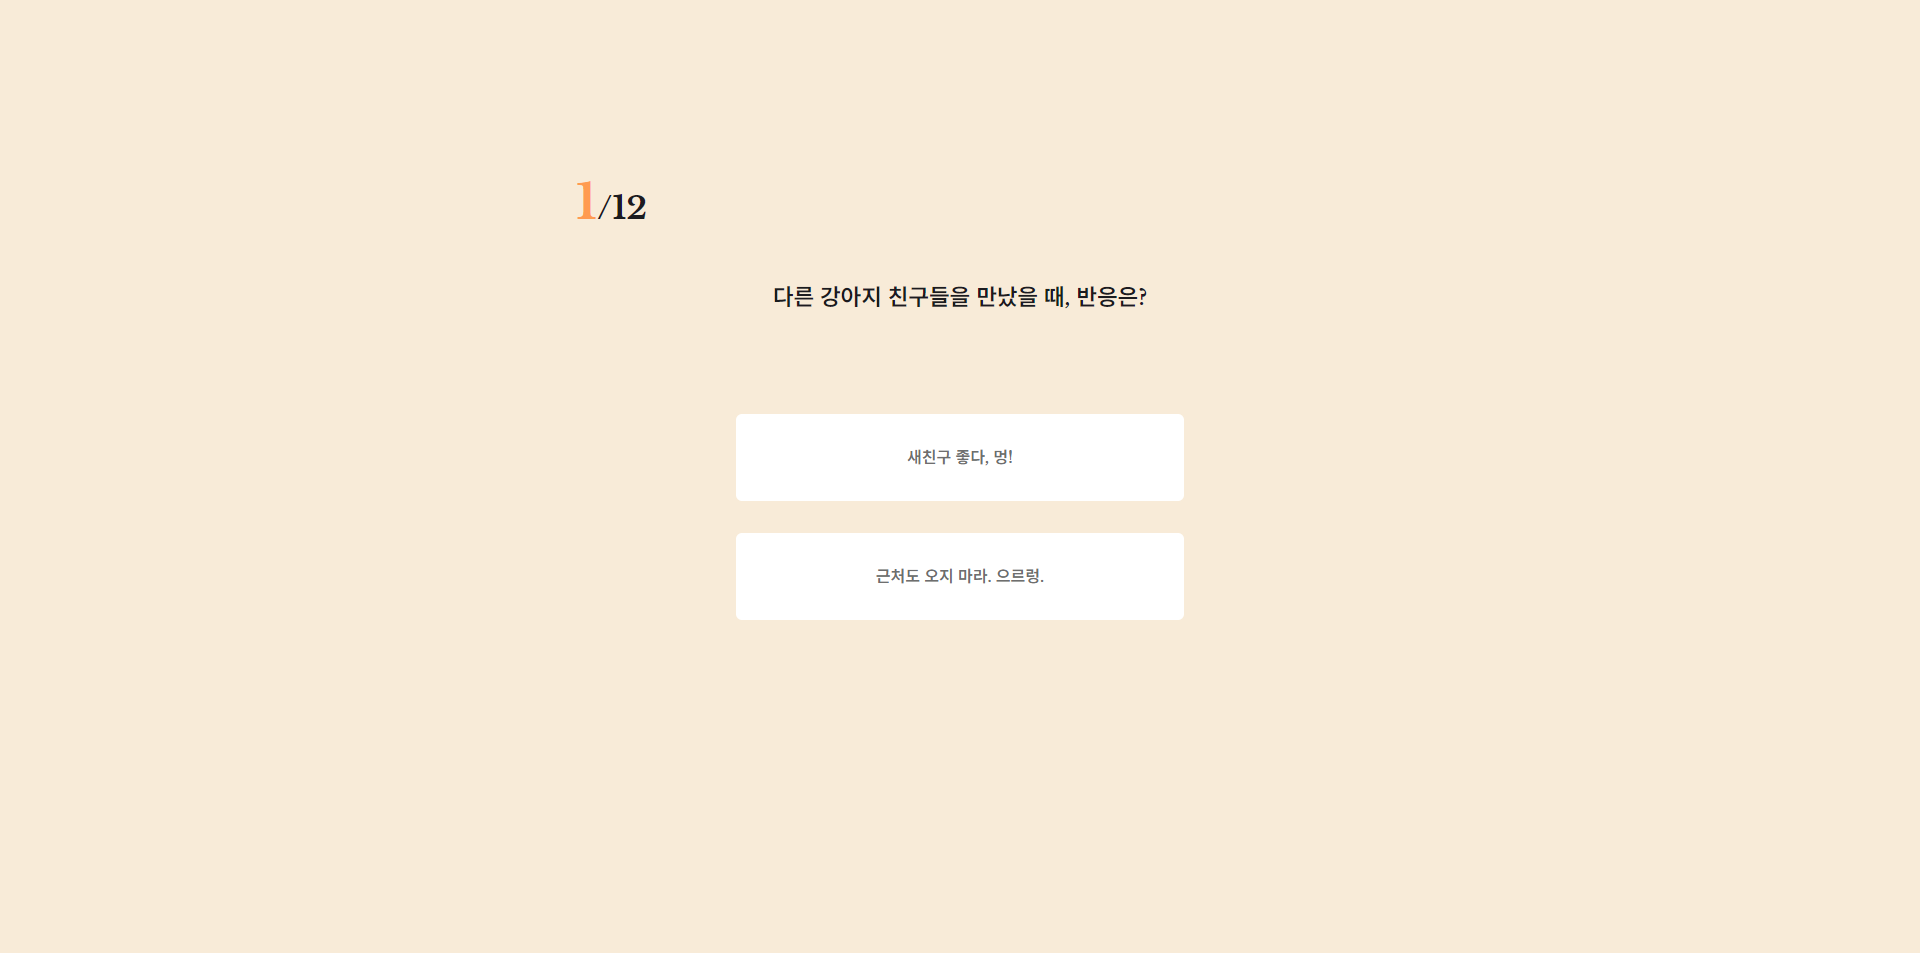 1/12
다른 강아지 친구들을 만났을 때, 반응은?
새친구 좋다, 멍!
근처도 오지 마라. 으르렁.